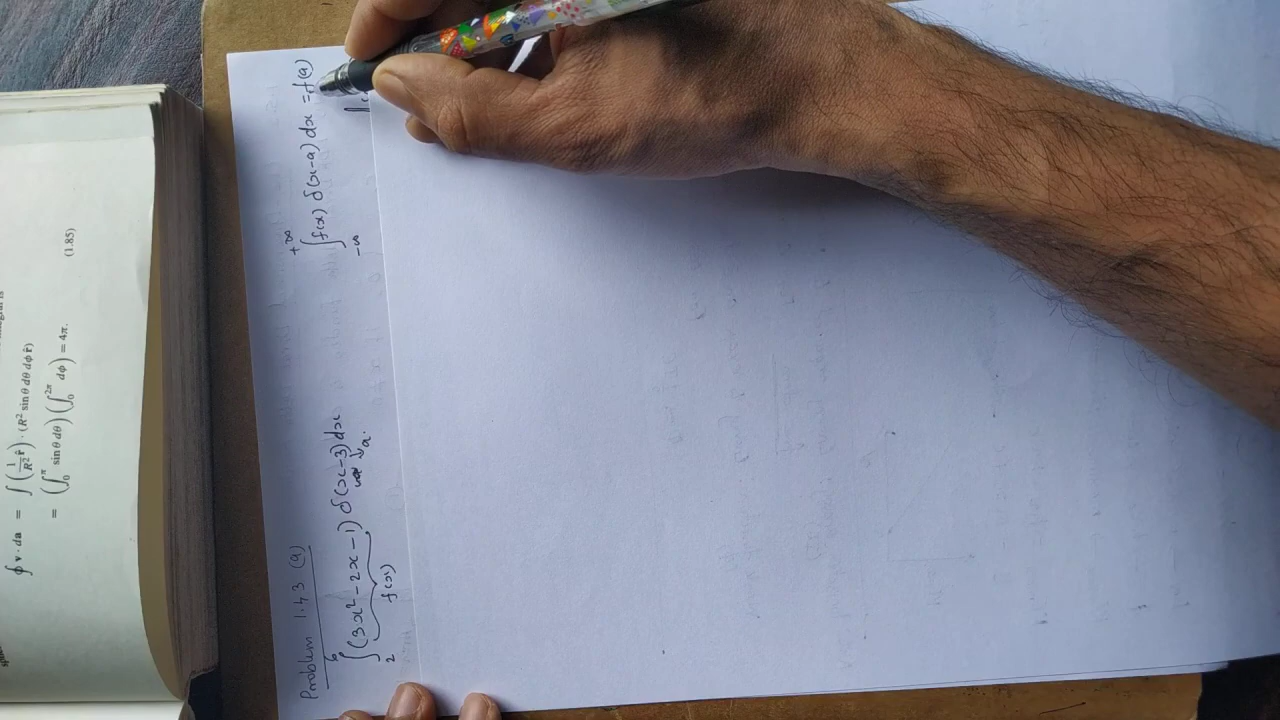 ∮ v · da = ∫ (1/R² r̂) · (R² sin θ dθ dϕ r̂)
= (∫₀^π sin θ dθ) (∫₀^2π dϕ) = 4π. (1.85)
Problem 1.43 (a)
∫₂⁶ (3x² − 2x − 1) δ(x−3) dx
f(x)
a.
∫₋∞^+∞ f(x) δ(x−a) dx = f(a)